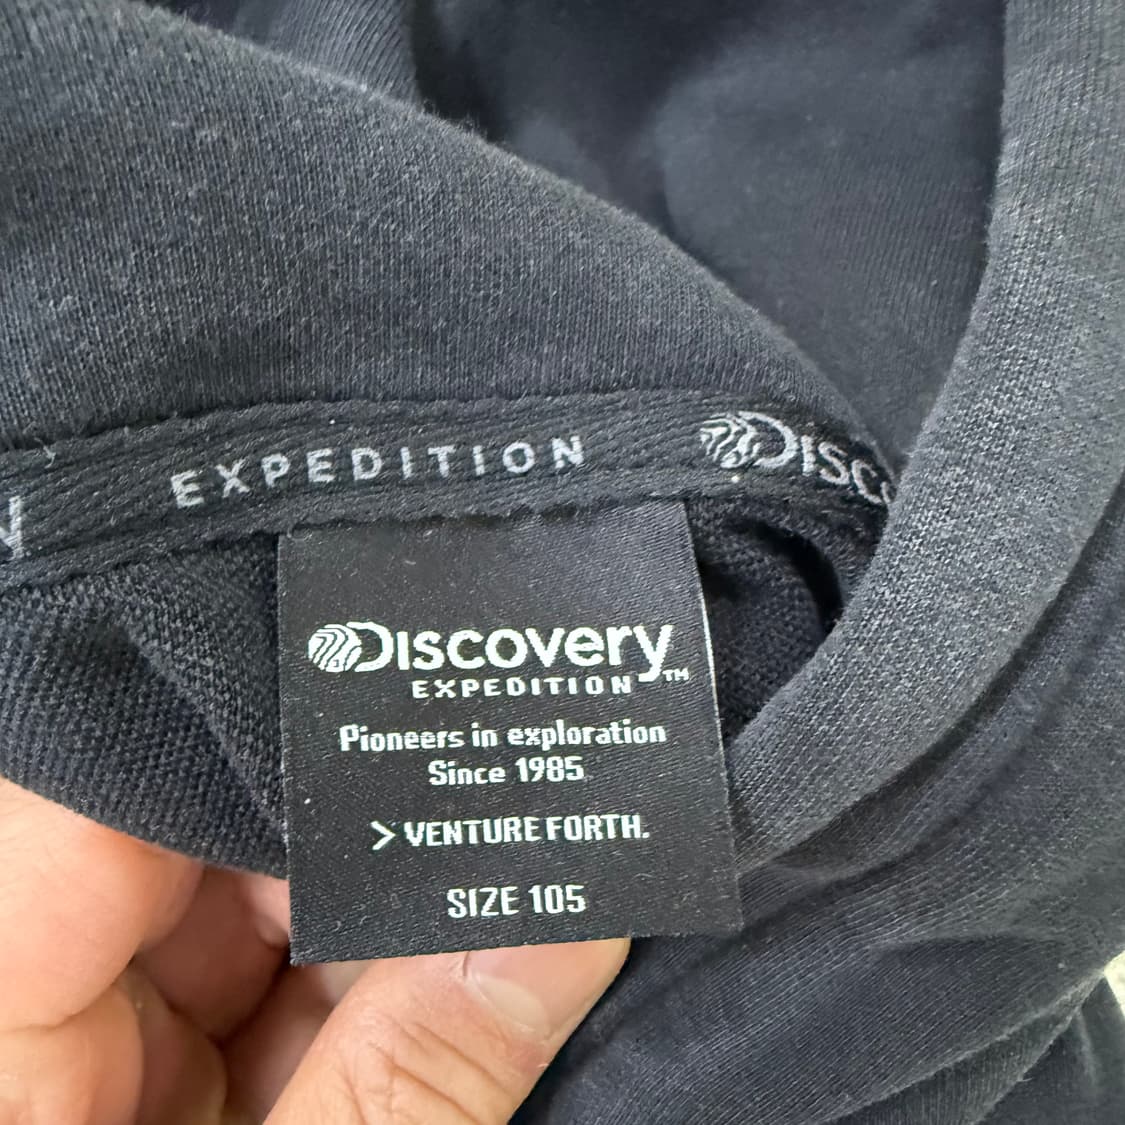 EXPEDITION
Discovery
EXPEDITION™
Pioneers in exploration
Since 1985
> VENTURE FORTH.
SIZE 105